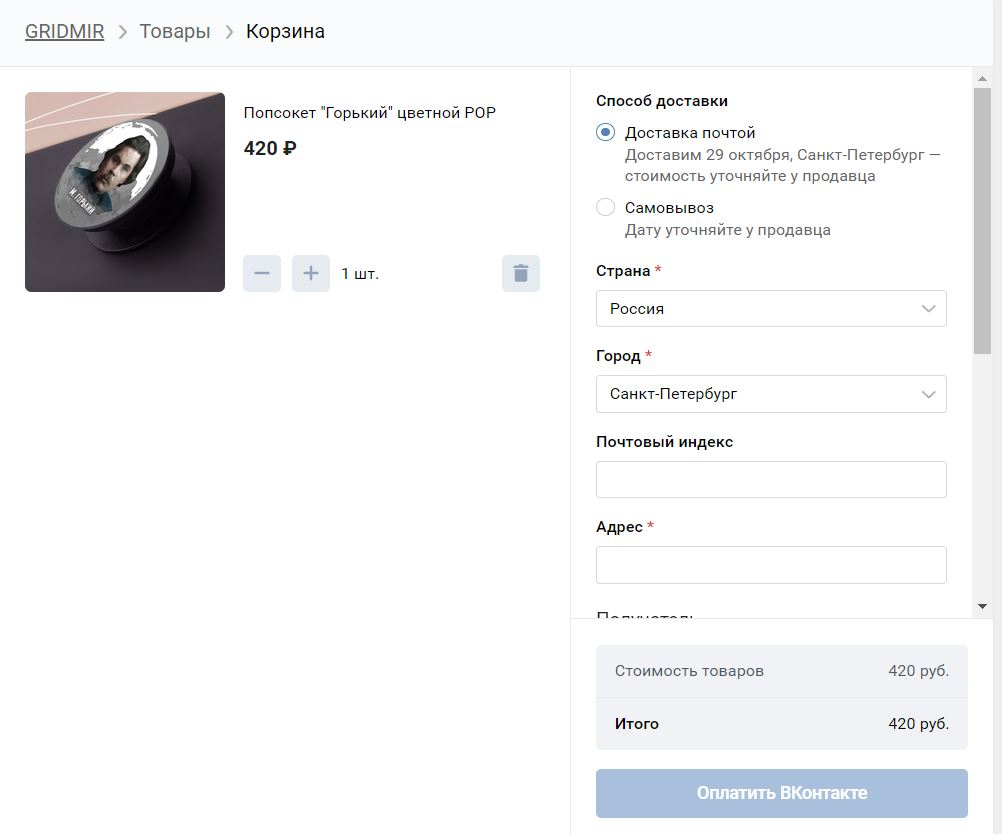 GRIDMIR > Товары > Корзина
Попсокет "Горький" цветной POP
420 ₽
М. ГОРЬКИЙ
1 шт.
Способ доставки
Доставка почтой
Доставим 29 октября, Санкт-Петербург —
стоимость уточняйте у продавца
Самовывоз
Дату уточняйте у продавца
Страна *
Россия
Город *
Санкт-Петербург
Почтовый индекс
Адрес *
Получатель
Стоимость товаров 420 руб.
Итого 420 руб.
Оплатить ВКонтакте